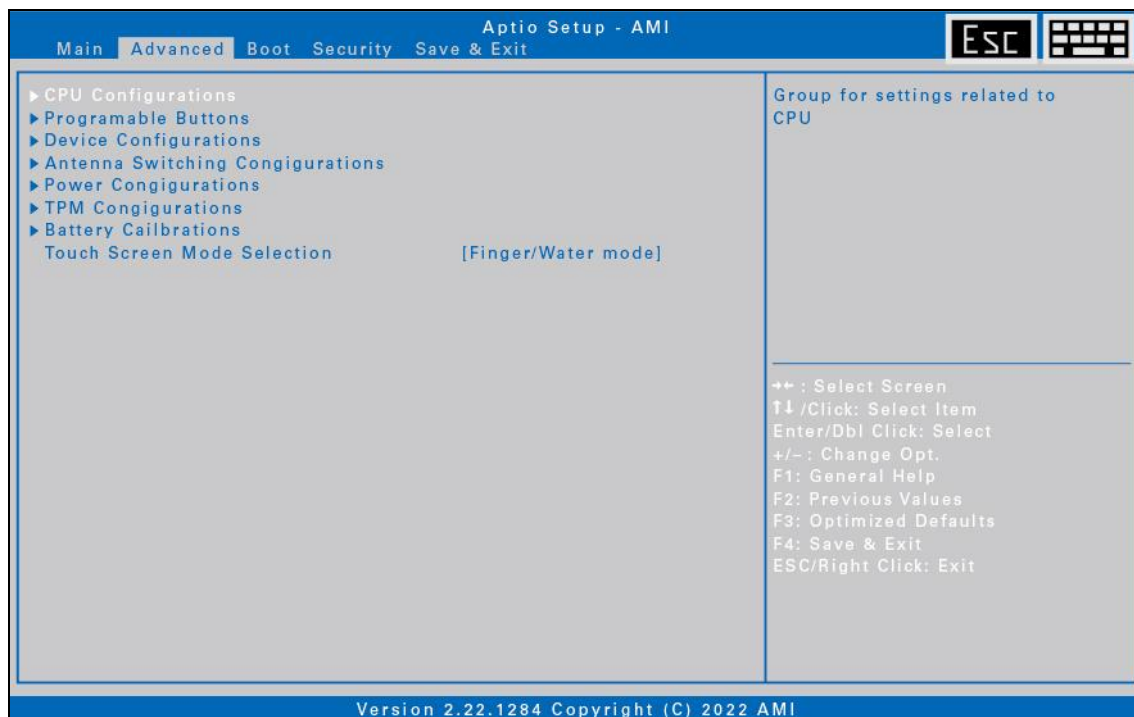 Aptio Setup - AMI
Main Advanced Boot Security Save & Exit
Esc
▶CPU Configurations
▶Programable Buttons
▶Device Configurations
▶Antenna Switching Congigurations
▶Power Congigurations
▶TPM Congigurations
▶Battery Cailbrations
Touch Screen Mode Selection [Finger/Water mode]
Group for settings related to
CPU
→←: Select Screen
↑↓/Click: Select Item
Enter/Dbl Click: Select
+/−: Change Opt.
F1: General Help
F2: Previous Values
F3: Optimized Defaults
F4: Save & Exit
ESC/Right Click: Exit
Version 2.22.1284 Copyright (C) 2022 AMI